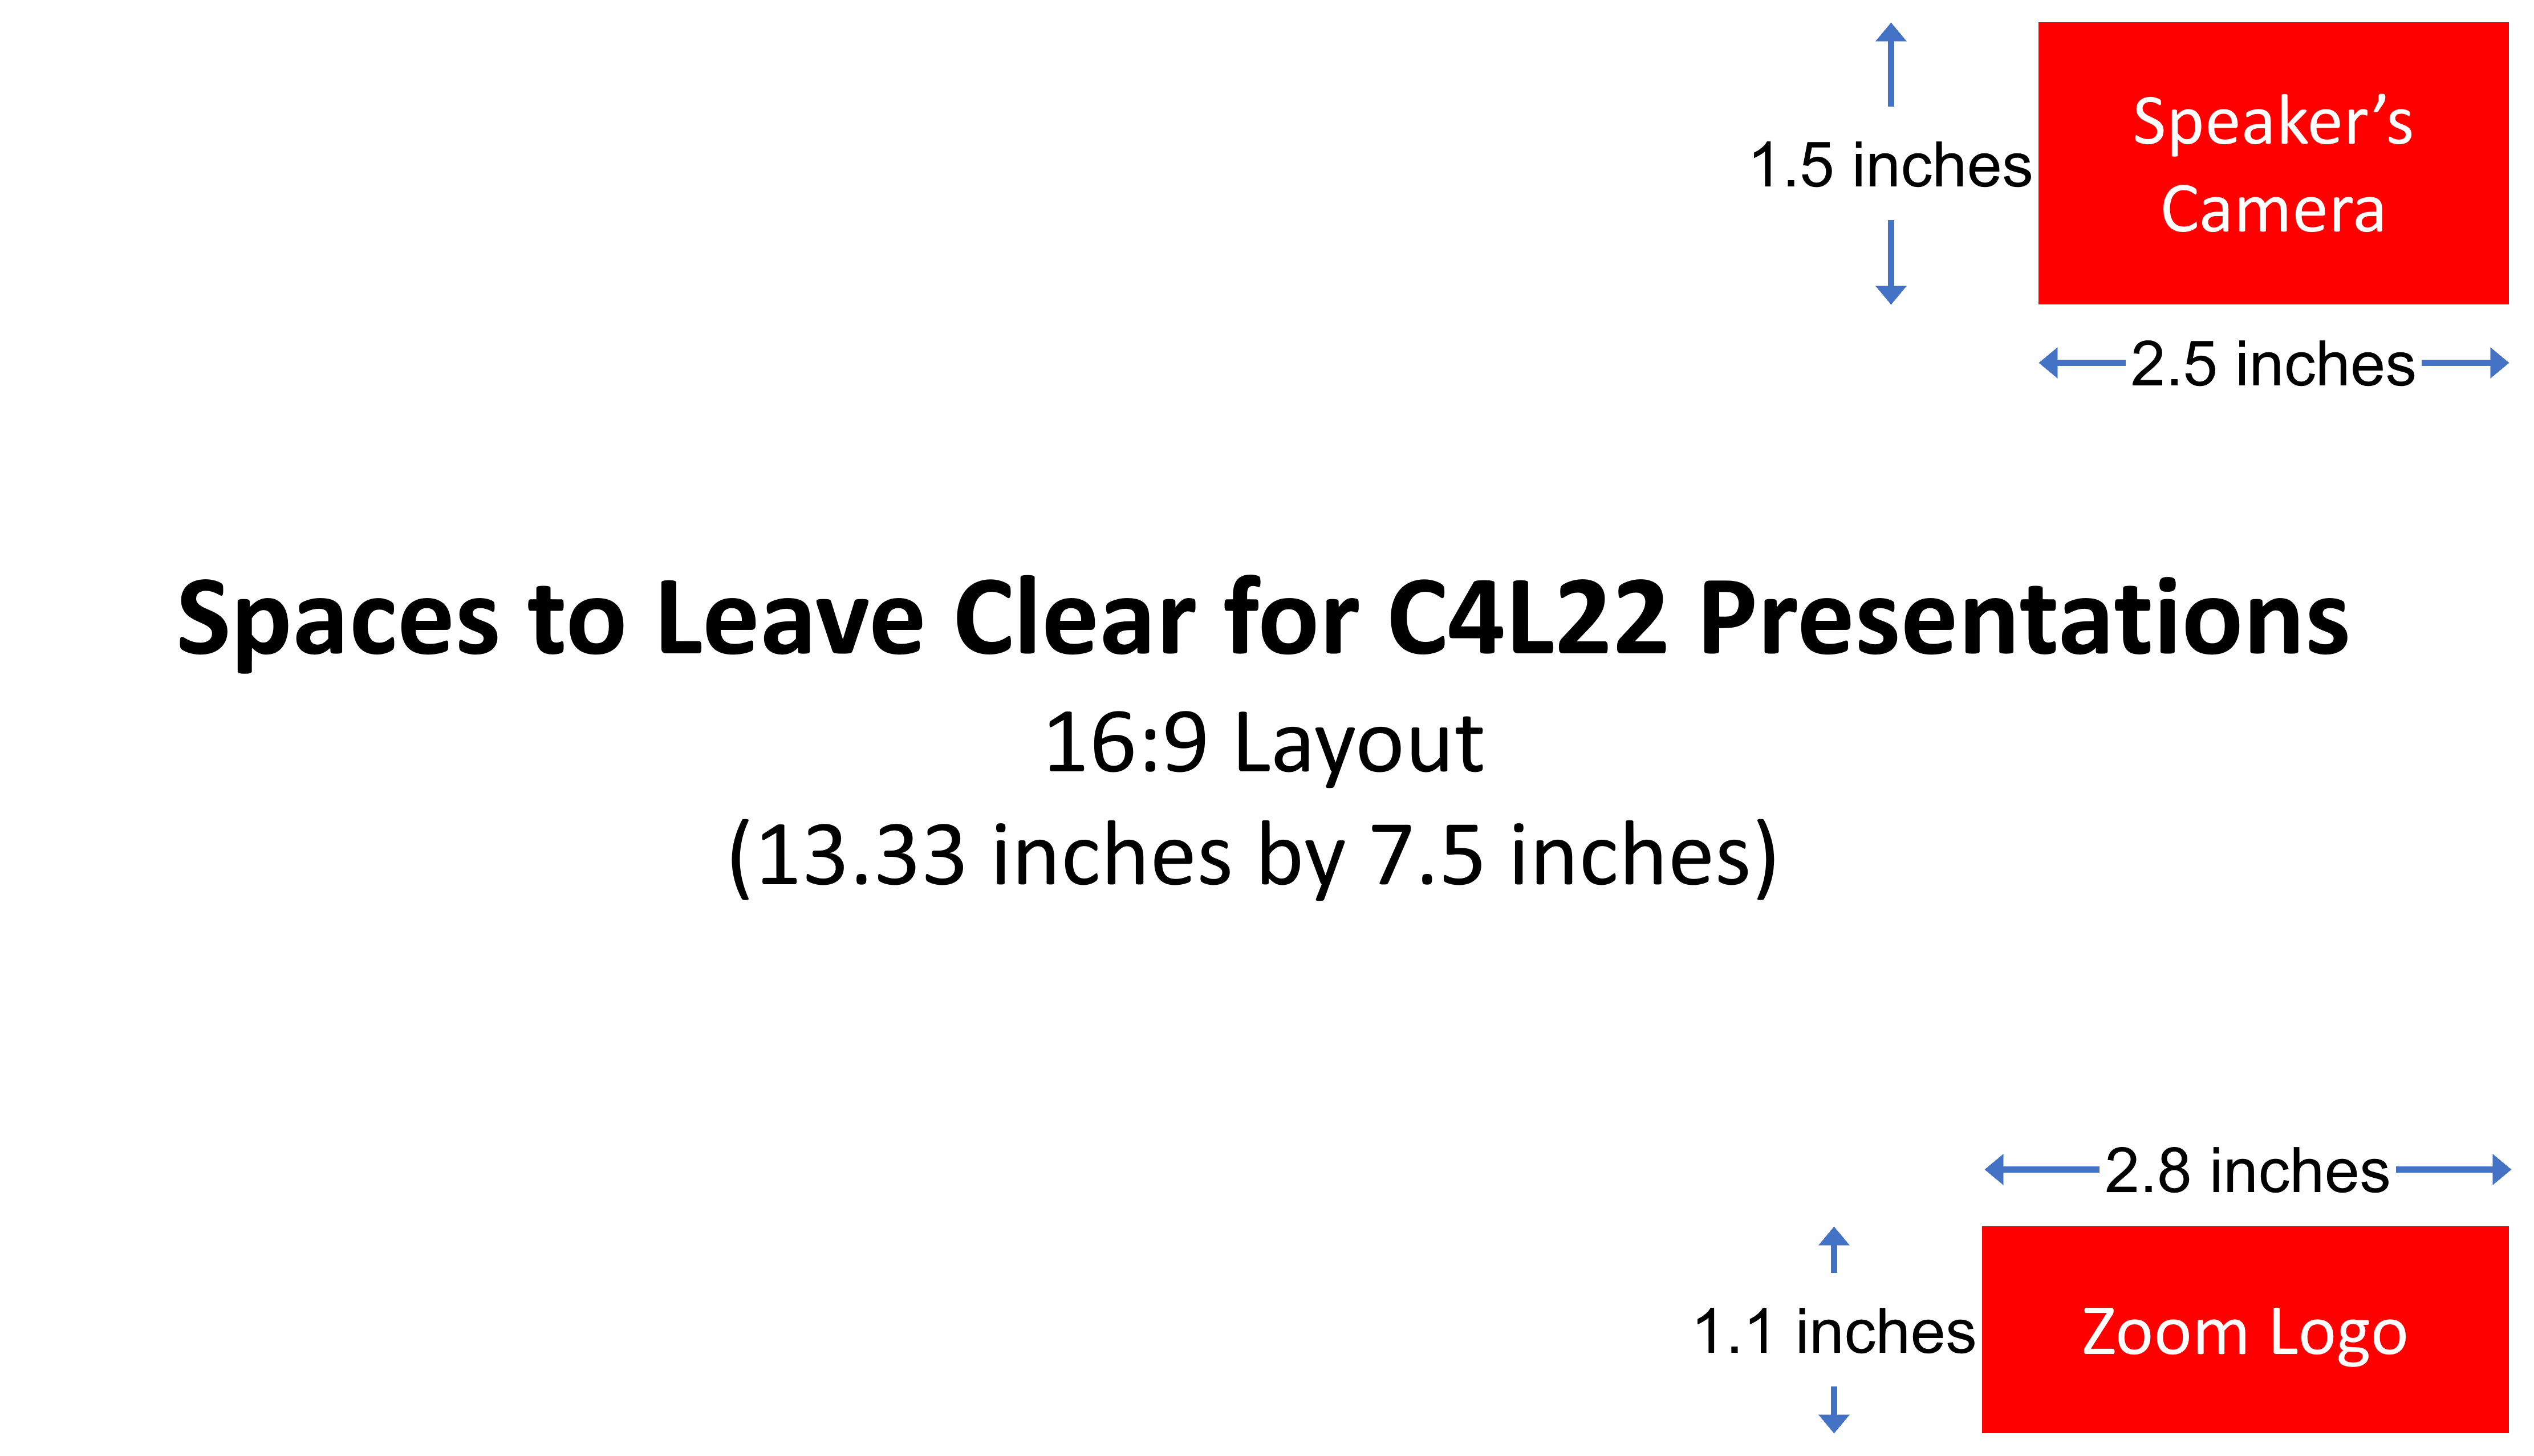 Speaker’s
Camera
1.5 inches
2.5 inches
Spaces to Leave Clear for C4L22 Presentations
16:9 Layout
(13.33 inches by 7.5 inches)
2.8 inches
1.1 inches
Zoom Logo